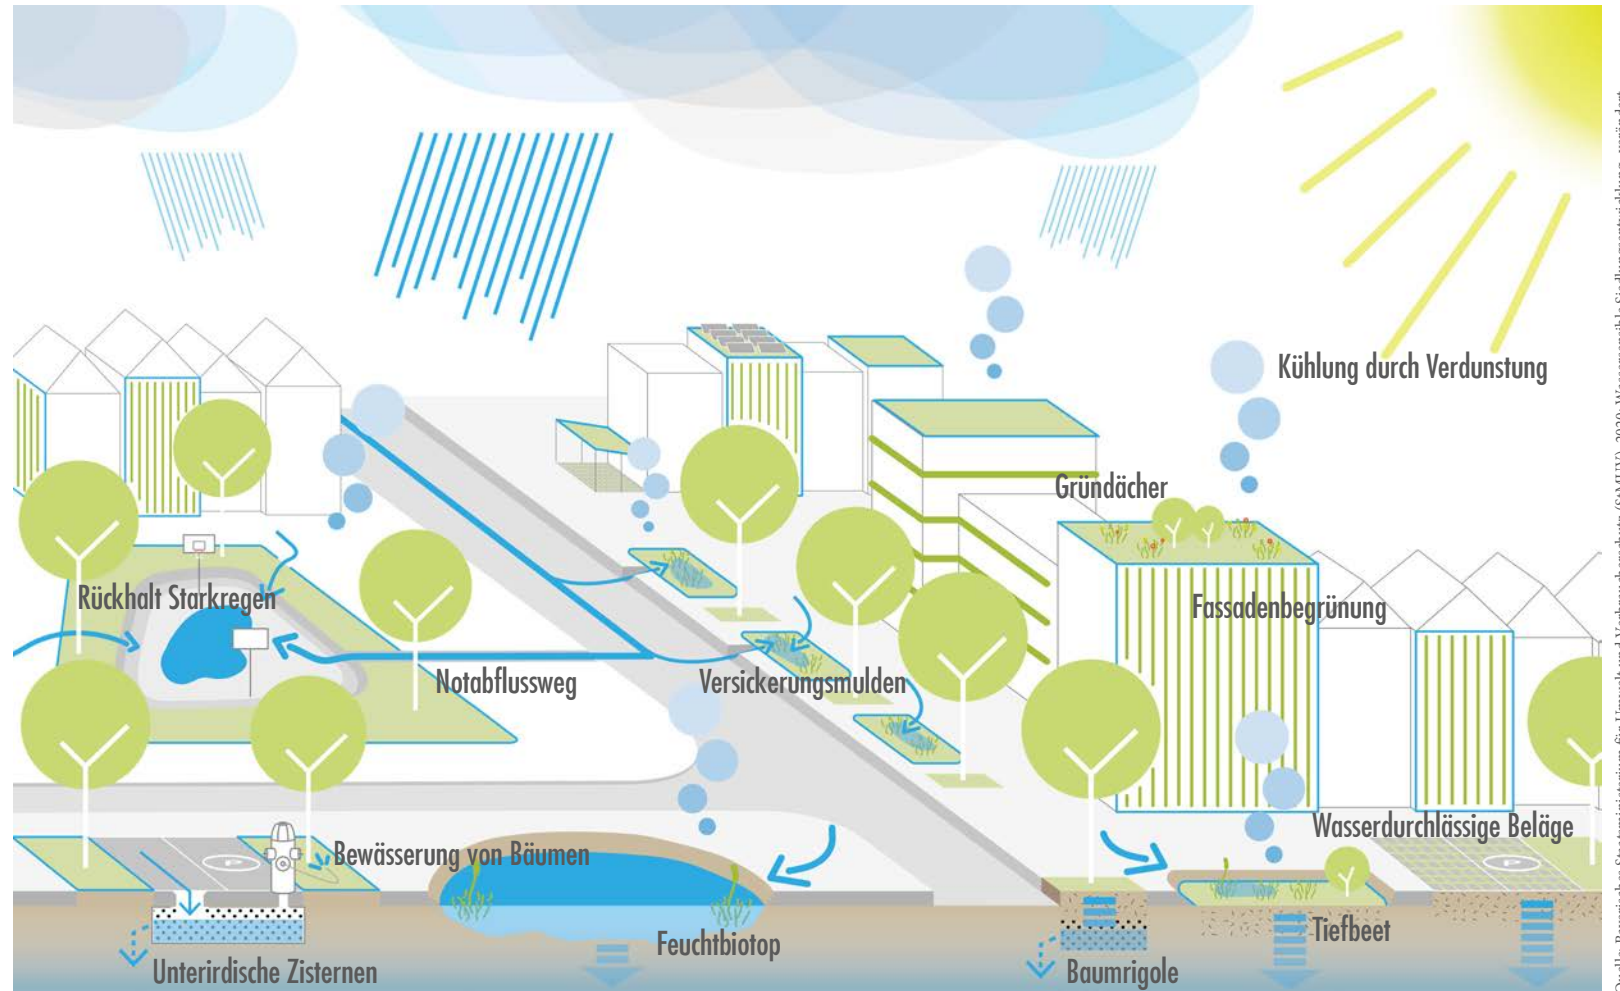 Kühlung durch Verdunstung
Gründächer
Rückhalt Starkregen
Fassadenbegrünung
Notabflussweg
Versickerungsmulden
Wasserdurchlässige Beläge
Bewässerung von Bäumen
P
P
Tiefbeet
Feuchtbiotop
Unterirdische Zisternen
Baumrigole